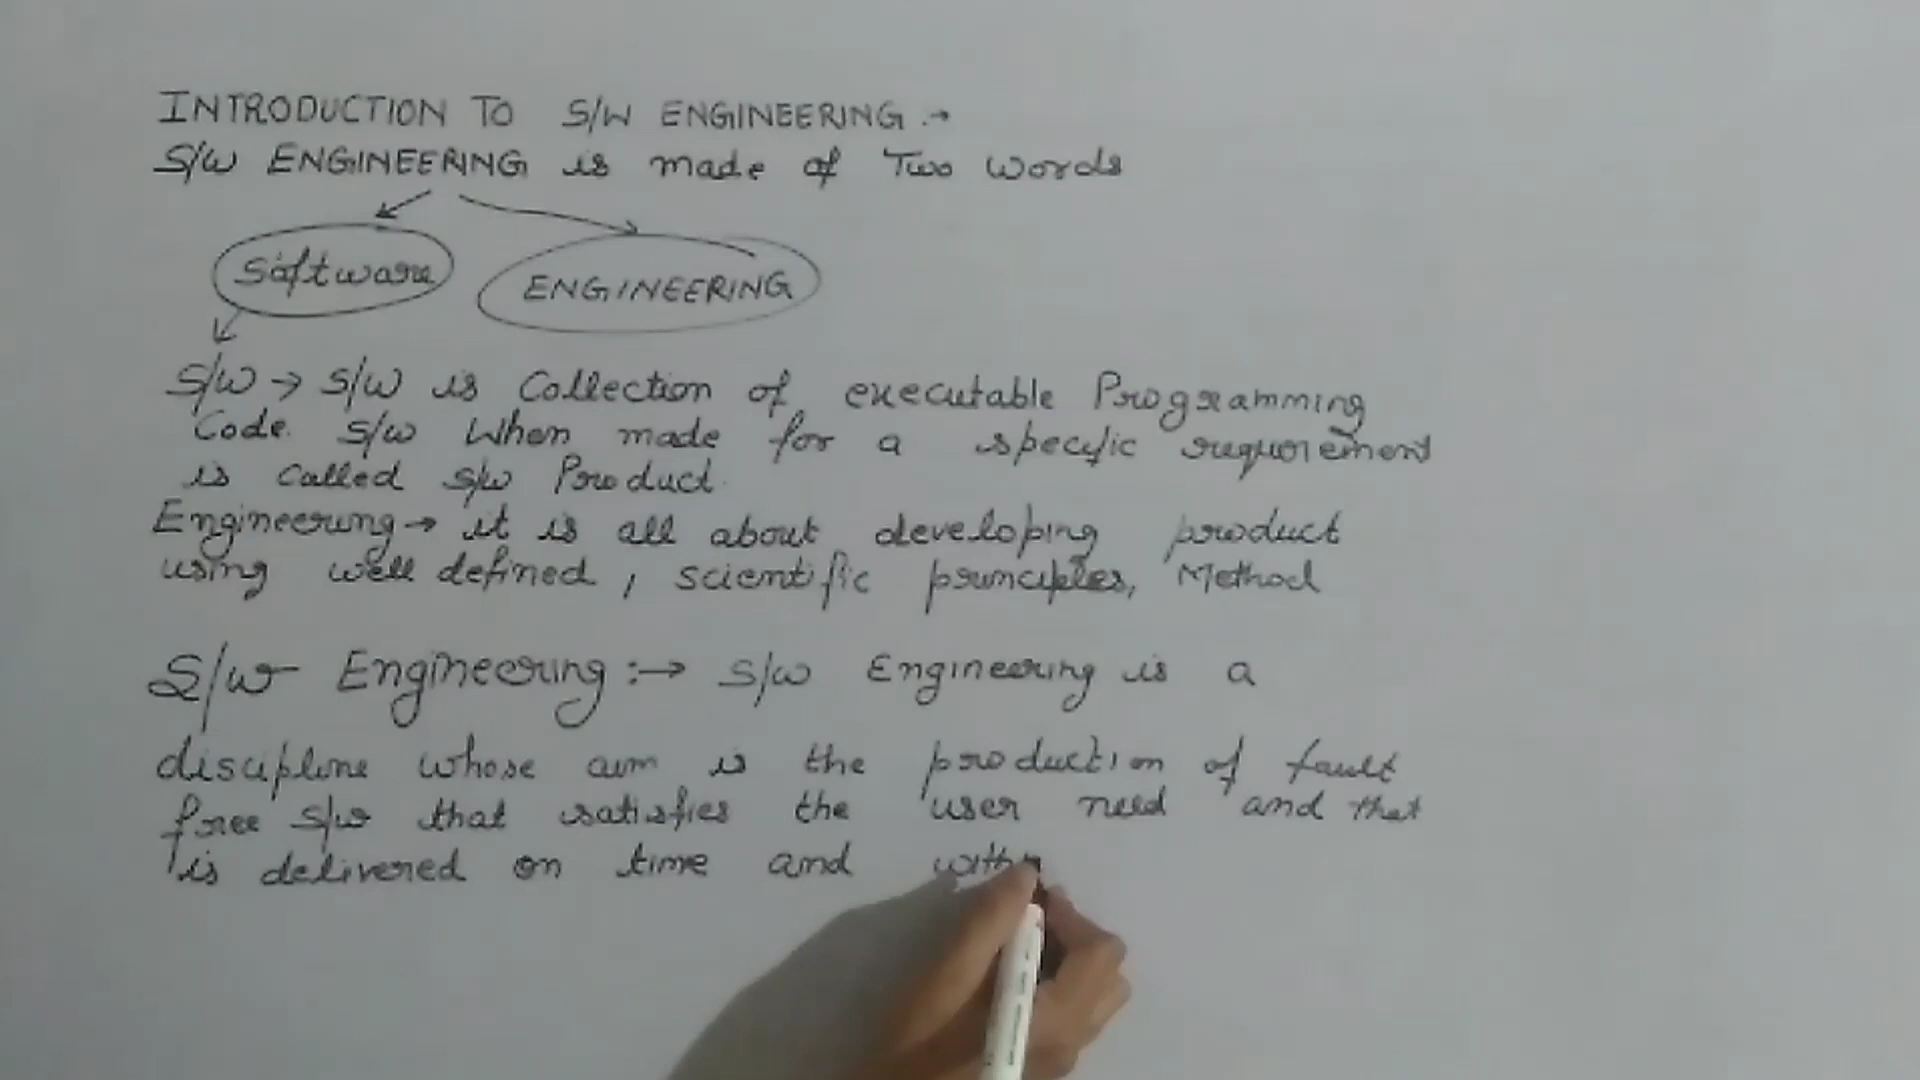 INTRODUCTION TO S/W ENGINEERING :-
S/W ENGINEERING is made of Two words
Software
ENGINEERING
S/W → S/W is Collection of executable Programming
Code. S/W When made for a specific requirement
is called S/W Product.
Engineering → it is all about developing product
using well defined, scientific principles, Method
S/W Engineering :→ S/W Engineering is a
discipline whose aim is the production of fault
free S/W that satisfies the user need and that
is delivered on time and